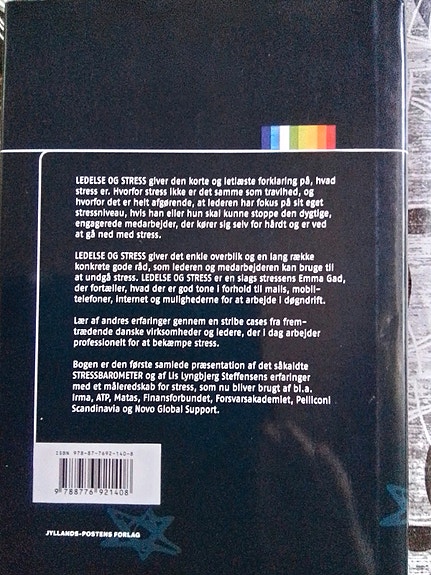 LEDELSE OG STRESS giver den korte og letlæste forklaring på, hvad
stress er. Hvorfor stress ikke er det samme som travlhed, og
hvorfor det er helt afgørende, at lederen har fokus på sit eget
stressniveau, hvis han eller hun skal kunne stoppe den dygtige,
engagerede medarbejder, der kører sig selv for hårdt og er ved
at gå ned med stress.
LEDELSE OG STRESS giver det enkle overblik og en lang række
konkrete gode råd, som lederen og medarbejderen kan bruge til
at undgå stress. LEDELSE OG STRESS er en slags stressens Emma Gad,
der fortæller, hvad der er god tone i forhold til mails, mobil-
telefoner, internet og mulighederne for at arbejde i døgndrift.
Lær af andres erfaringer gennem en stribe cases fra frem-
trædende danske virksomheder og ledere, der i dag arbejder
professionelt for at bekæmpe stress.
Bogen er den første samlede præsentation af det såkaldte
STRESSBAROMETER og af Lis Lyngbjerg Steffensens erfaringer
med et måleredskab for stress, som nu bliver brugt af bl.a.
Irma, ATP, Matas, Finansforbundet, Forsvarsakademiet, Pelliconi
Scandinavia og Novo Global Support.
ISBN 978-87-7692-140-8
9 788776 921408
JYLLANDS-POSTENS FORLAG